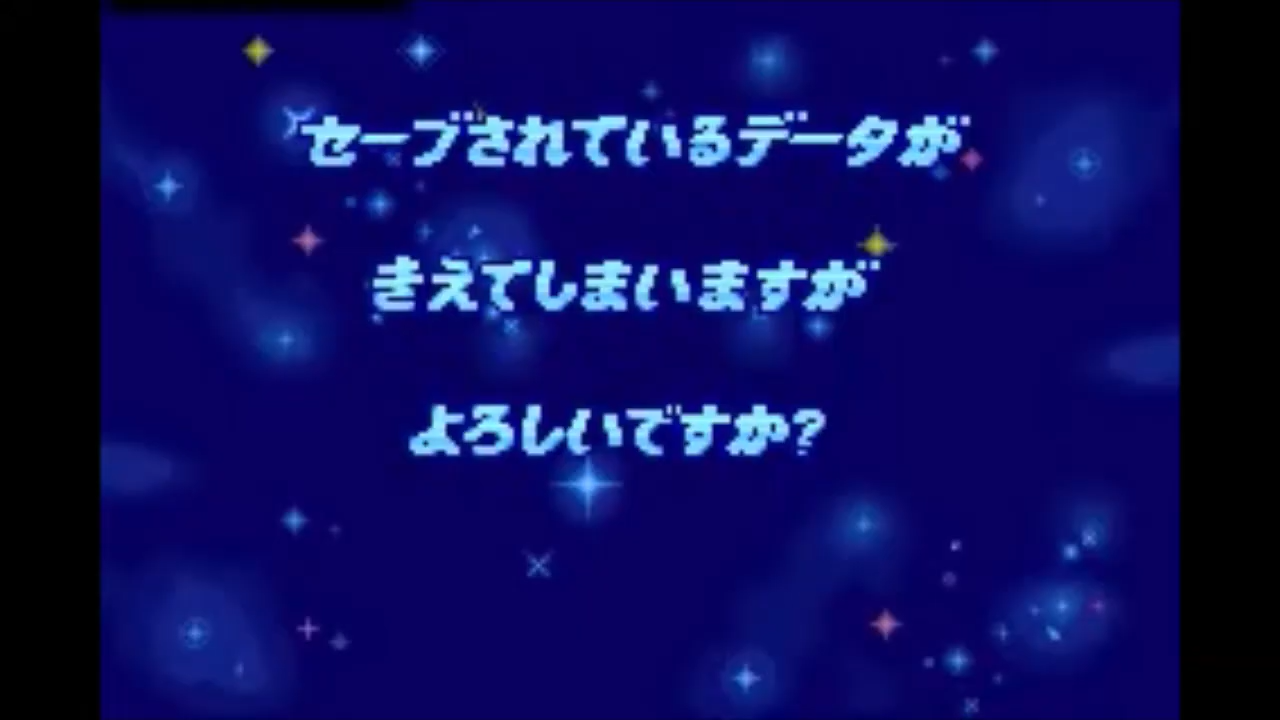 セーブされているデータが
きえてしまいますが
よろしいですか?